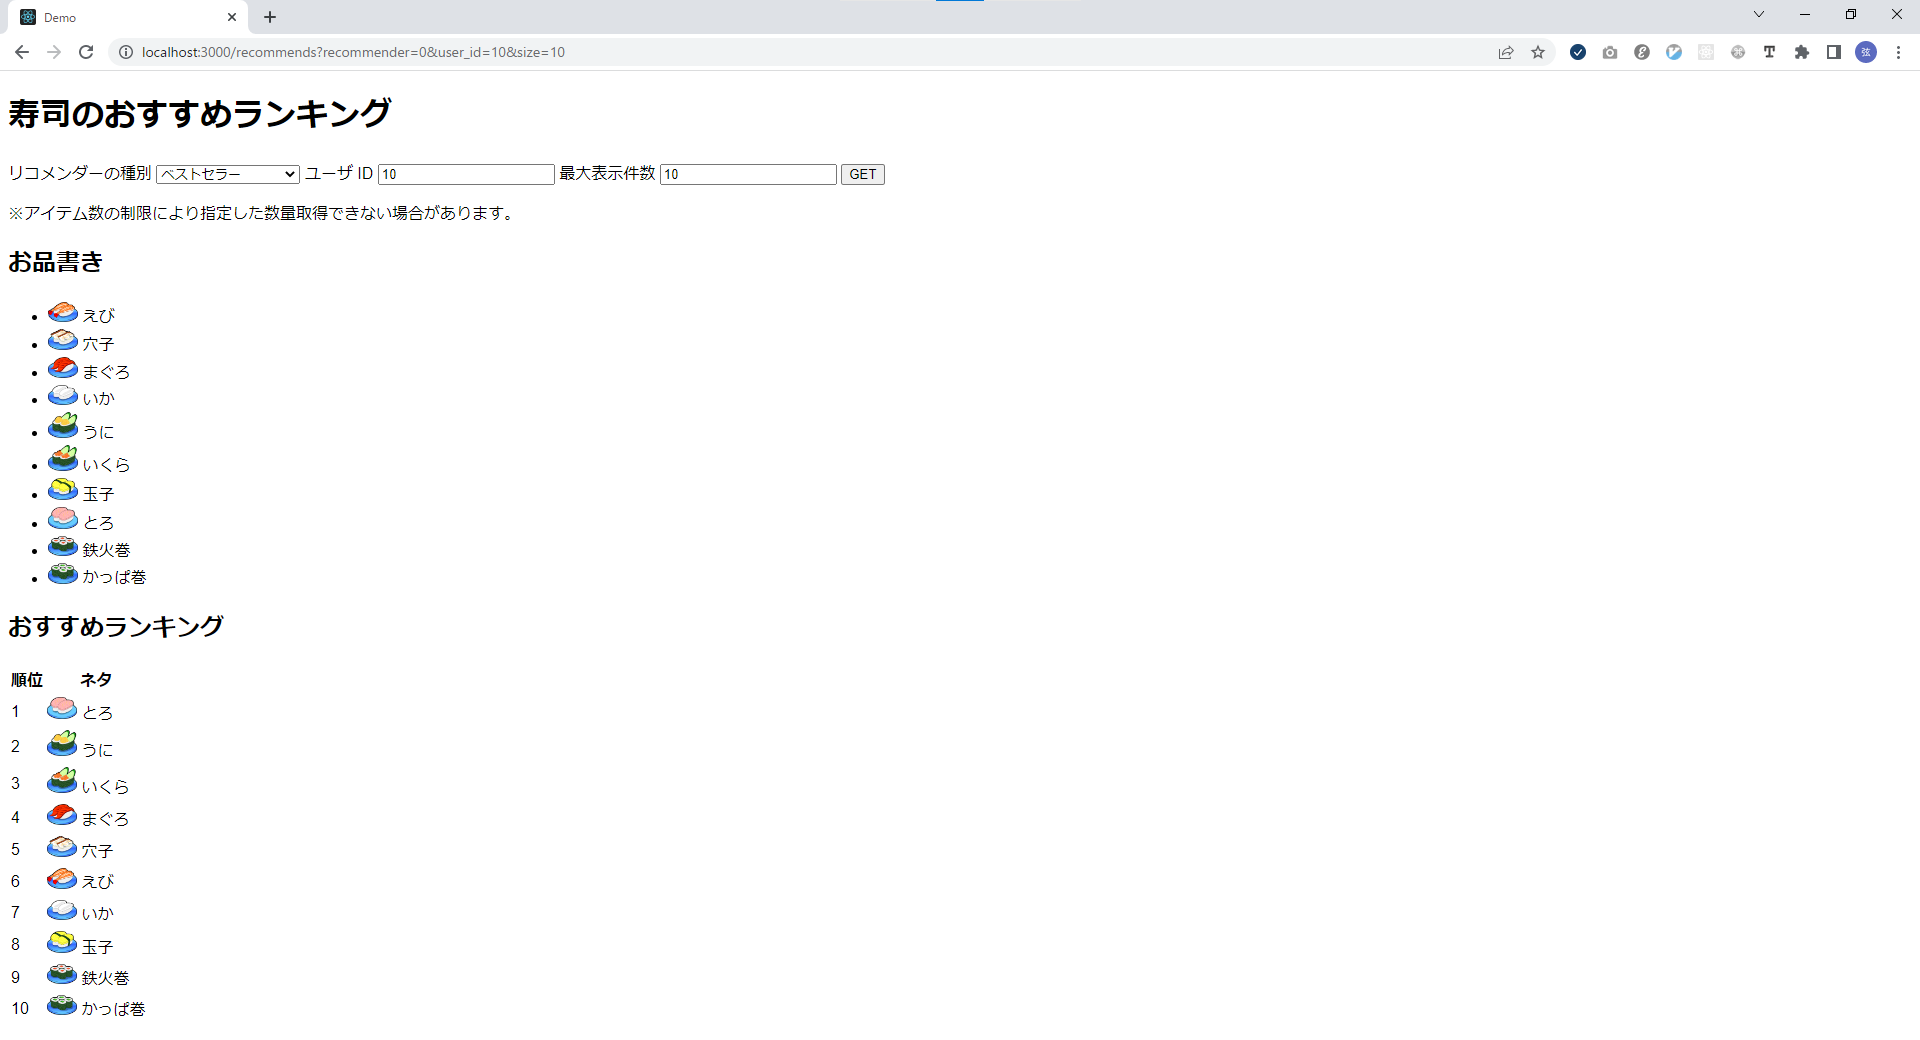 Demo
localhost:3000/recommends?recommender=0&user_id=10&size=10
弦
寿司のおすすめランキング
リコメンダーの種別 ベストセラー ユーザ ID 10 最大表示件数 10 GET
※アイテム数の制限により指定した数量取得できない場合があります。
お品書き
えび
穴子
まぐろ
いか
うに
いくら
玉子
とろ
鉄火巻
かっぱ巻
おすすめランキング
順位 ネタ
1 とろ
2 うに
3 いくら
4 まぐろ
5 穴子
6 えび
7 いか
8 玉子
9 鉄火巻
10 かっぱ巻